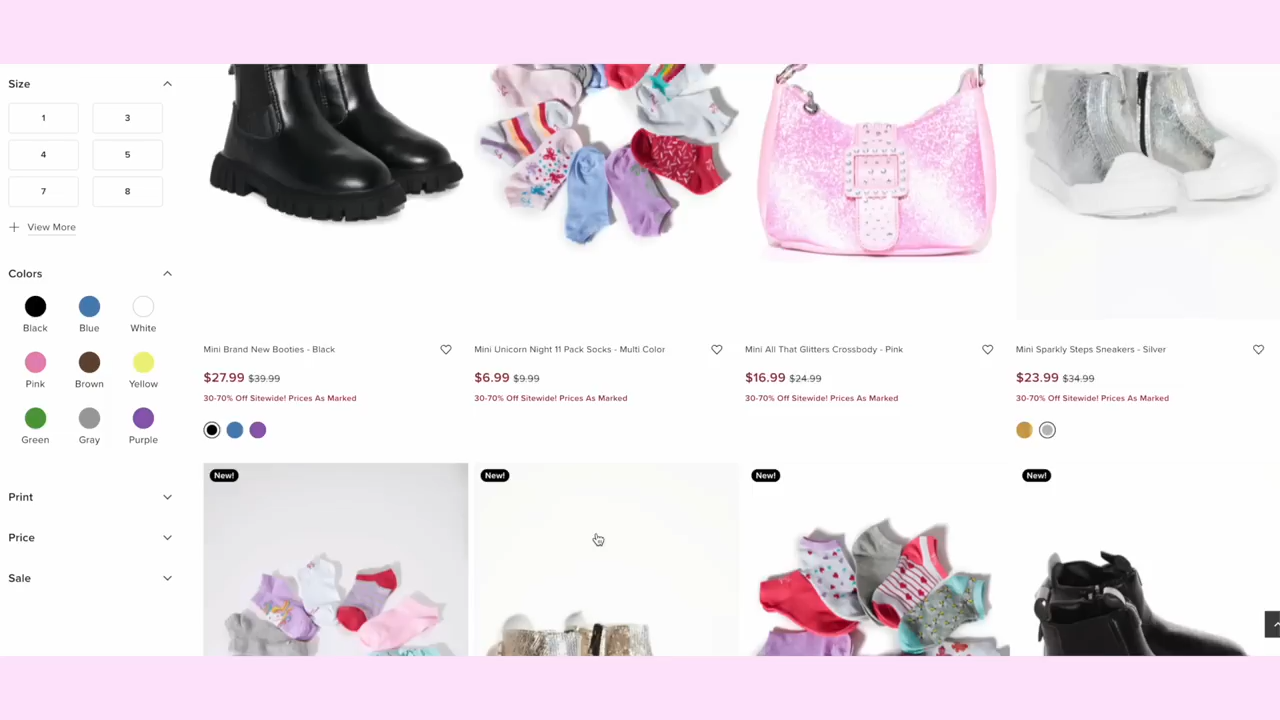 Size
1 3
4 5
7 8
View More
Colors
Black Blue White
Pink Brown Yellow
Green Gray Purple
Print
Price
Sale
Mini Brand New Booties - Black
$27.99 $39.99
30-70% Off Sitewide! Prices As Marked
Mini Unicorn Night 11 Pack Socks - Multi Color
$6.99 $9.99
30-70% Off Sitewide! Prices As Marked
Mini All That Glitters Crossbody - Pink
$16.99 $24.99
30-70% Off Sitewide! Prices As Marked
Mini Sparkly Steps Sneakers - Silver
$23.99 $34.99
30-70% Off Sitewide! Prices As Marked
New!
New!
New!
New!